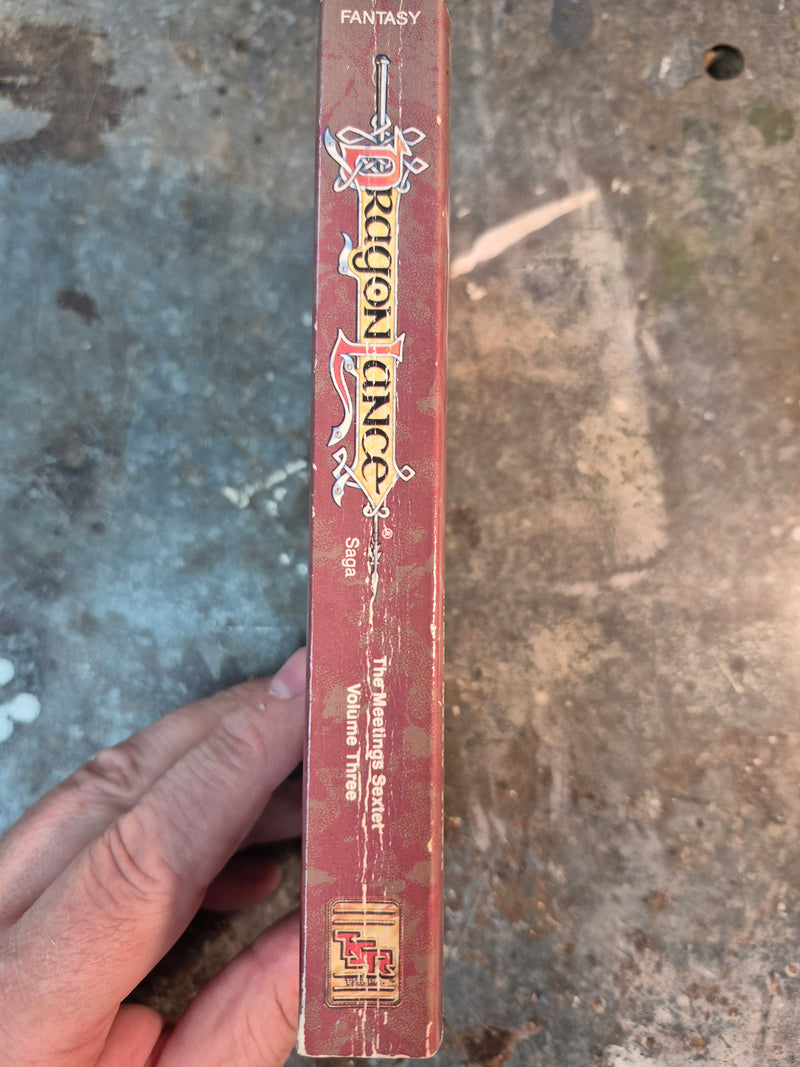 FANTASY
DRAGONLANCE
®
Saga
The Meetings Sextet
Volume Three
TSR